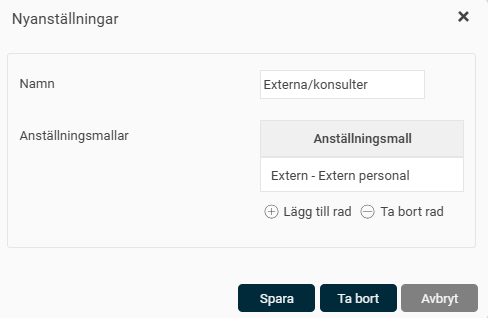 Nyanställningar
Namn
Externa/konsulter
Anställningsmallar
Anställningsmall
Extern - Extern personal
Lägg till rad Ta bort rad
Spara Ta bort Avbryt